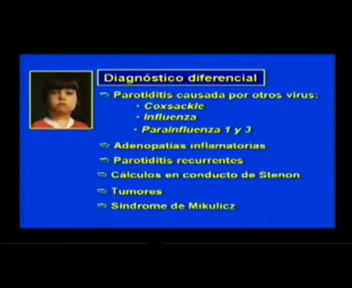 Diagnóstico diferencial
Parotiditis causada por otros virus:
· Coxsackie
· Influenza
· Parainfluenza 1 y 3
Adenopatías inflamatorias
Parotiditis recurrentes
Cálculos en conducto de Stenon
Tumores
Síndrome de Mikulicz